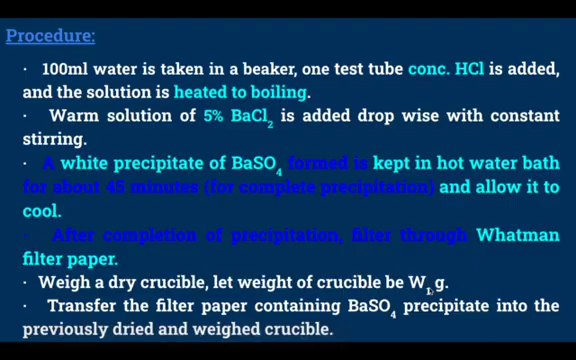 Procedure:
· 100ml water is taken in a beaker, one test tube conc. HCl is added,
and the solution is heated to boiling.
· Warm solution of 5% BaCl₂ is added drop wise with constant
stirring.
· A white precipitate of BaSO₄ formed is kept in hot water bath
for about 45 minutes (for complete precipitation) and allow it to
cool.
· After completion of precipitation, filter through Whatman
filter paper.
· Weigh a dry crucible, let weight of crucible be W₁g.
· Transfer the filter paper containing BaSO₄ precipitate into the
previously dried and weighed crucible.